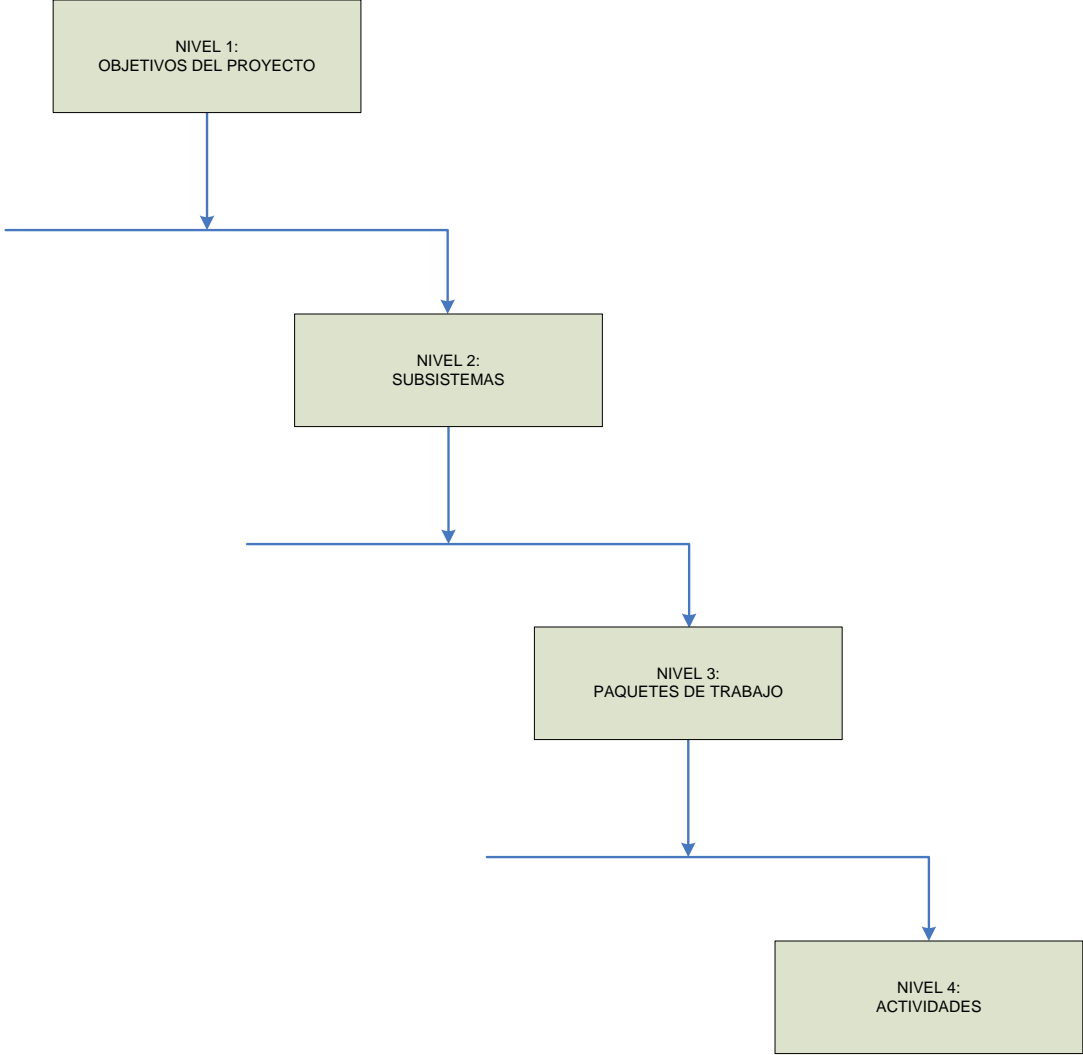 NIVEL 1:
OBJETIVOS DEL PROYECTO
NIVEL 2:
SUBSISTEMAS
NIVEL 3:
PAQUETES DE TRABAJO
NIVEL 4:
ACTIVIDADES